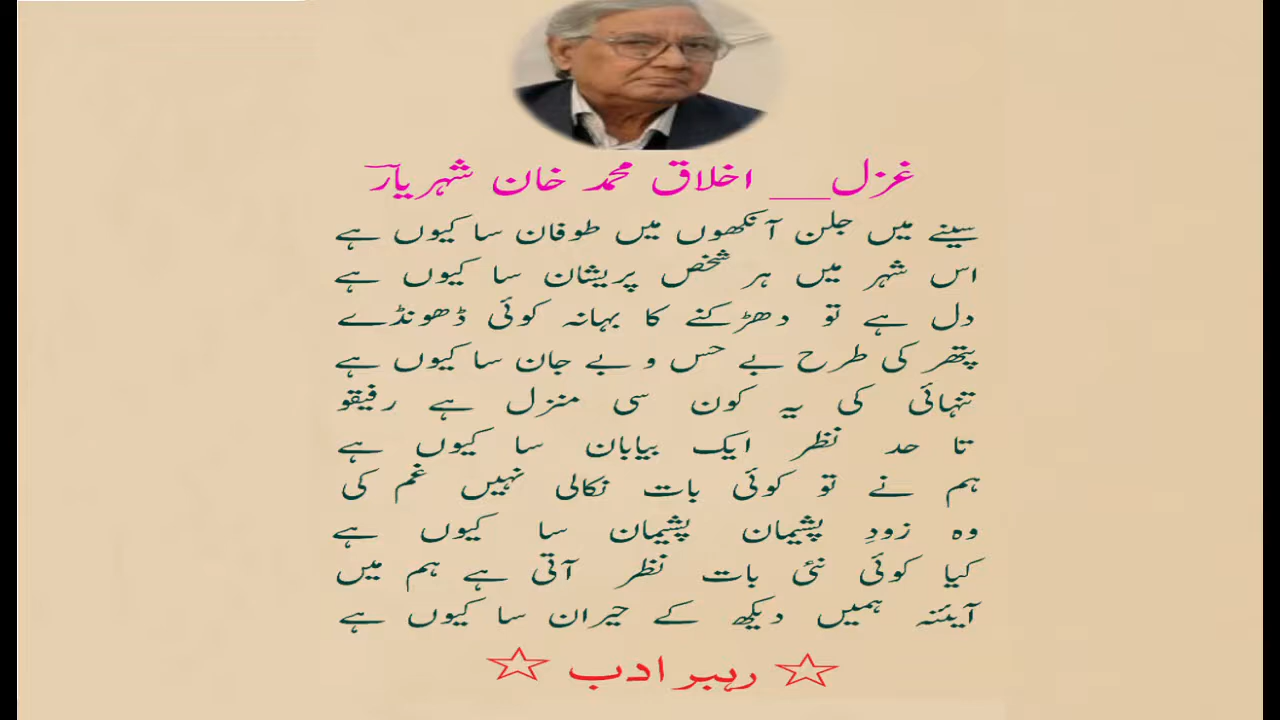 غزل___ اخلاق محمد خان شہریارؔ
سینے میں جلن آنکھوں میں طوفان سا کیوں ہے
اس شہر میں ہر شخص پریشان سا کیوں ہے
دل ہے تو دھڑکنے کا بہانہ کوئی ڈھونڈے
پتھر کی طرح بے حس و بے جان سا کیوں ہے
تنہائی کی یہ کون سی منزل ہے رفیقو
تا حد نظر ایک بیابان سا کیوں ہے
ہم نے تو کوئی بات نکالی نہیں غم کی
وہ زودِ پشیمان پشیمان سا کیوں ہے
کیا کوئی نئی بات نظر آتی ہے ہم میں
آیئنہ ہمیں دیکھ کے حیران سا کیوں ہے
☆ رہبر ادب ☆